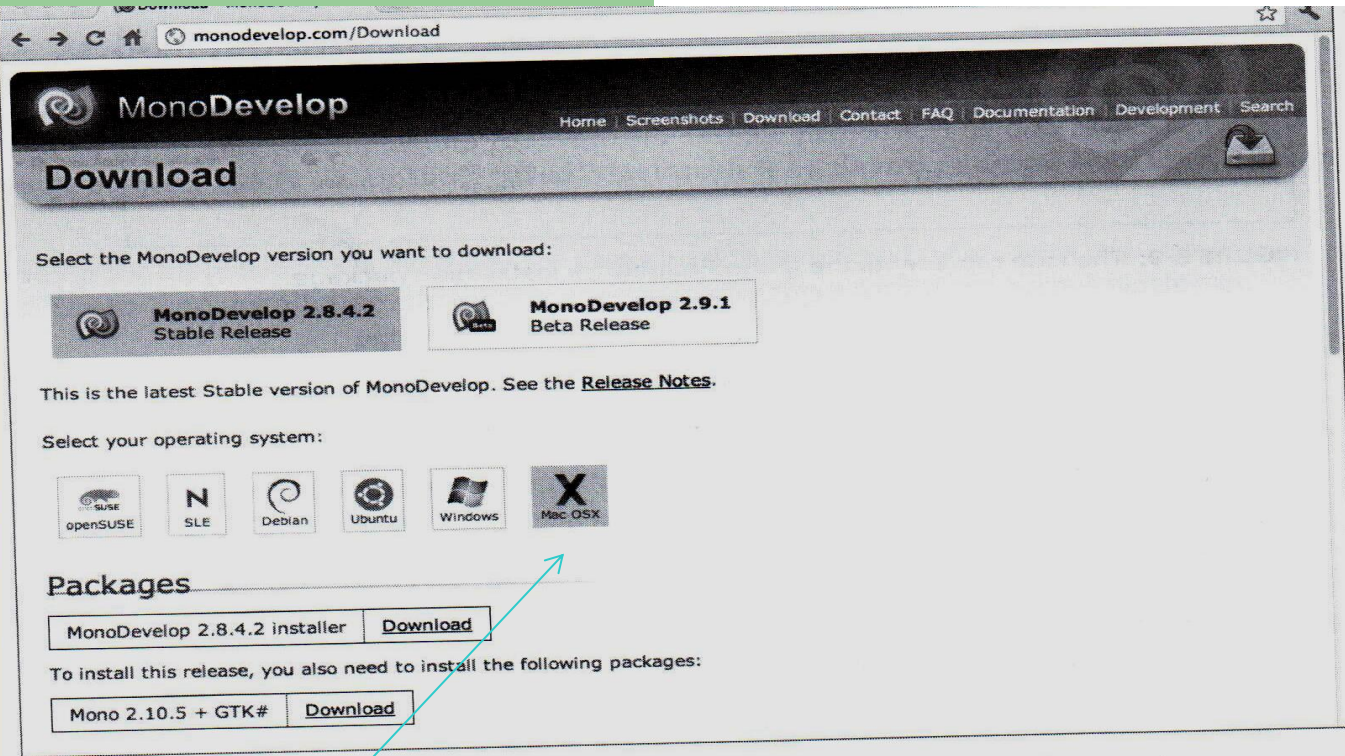 monodevelop.com/Download
MonoDevelop
Home | Screenshots | Download | Contact | FAQ | Documentation | Development | Search
Download
Select the MonoDevelop version you want to download:
MonoDevelop 2.8.4.2
Stable Release
Beta
MonoDevelop 2.9.1
Beta Release
This is the latest Stable version of MonoDevelop. See the Release Notes.
Select your operating system:
SUSE
openSUSE
N
SLE
Debian
Ubuntu
Windows
X
Mac OSX
Packages
MonoDevelop 2.8.4.2 installer Download
To install this release, you also need to install the following packages:
Mono 2.10.5 + GTK# Download